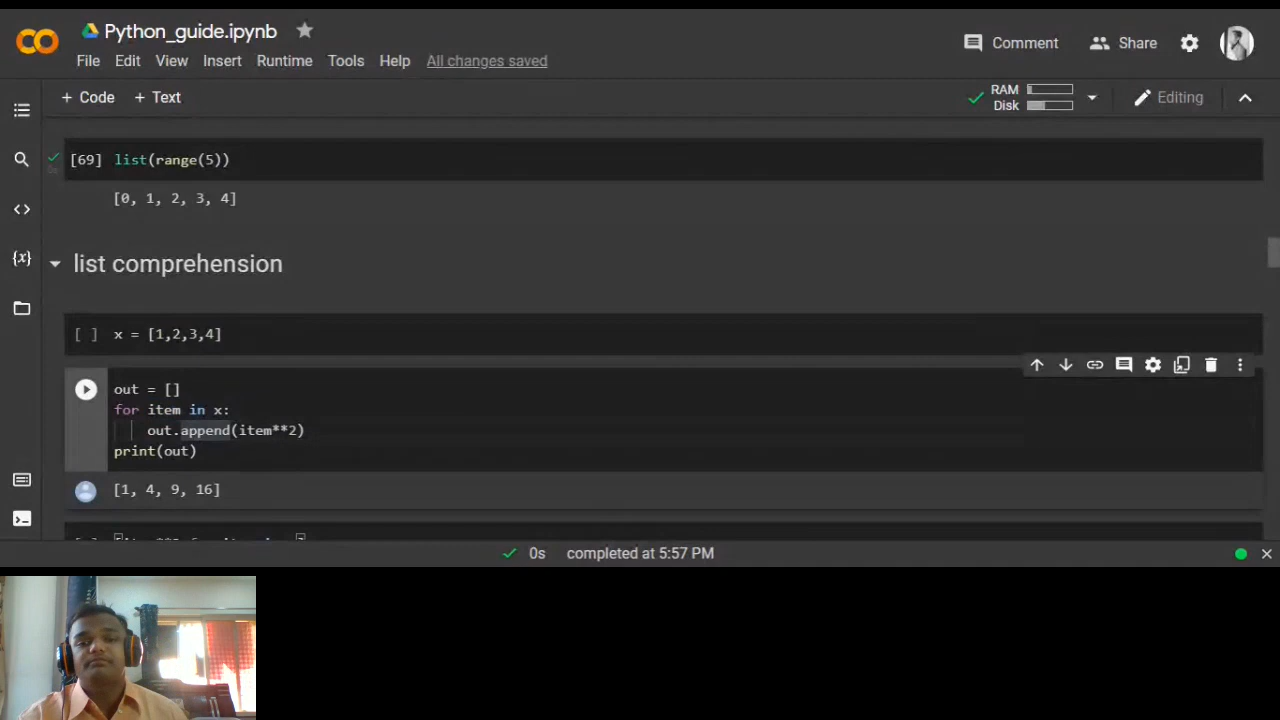 Python_guide.ipynb
File Edit View Insert Runtime Tools Help All changes saved
Comment Share
+ Code + Text
RAM
Disk
Editing
[69] list(range(5))
0s
[0, 1, 2, 3, 4]
list comprehension
[ ] x = [1,2,3,4]
out = []
for item in x:
out.append(item**2)
print(out)
[1, 4, 9, 16]
0s completed at 5:57 PM